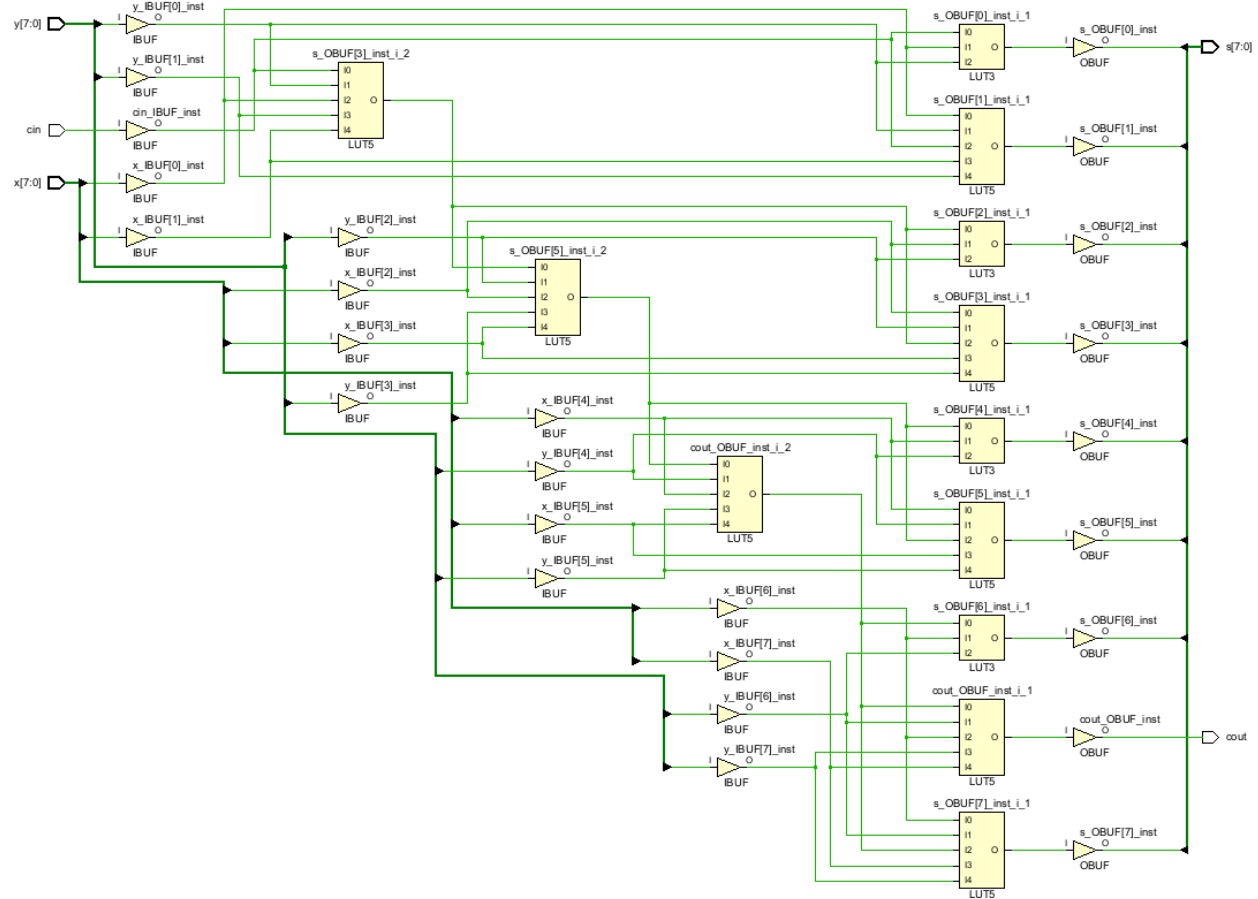 y[7:0]
y_IBUF[0]_inst
I
O
IBUF
y_IBUF[1]_inst
I
O
IBUF
cin
cin_IBUF_inst
I
O
IBUF
x[7:0]
x_IBUF[0]_inst
I
O
IBUF
x_IBUF[1]_inst
I
O
IBUF
s_OBUF[3]_inst_i_2
I0
I1
I2
O
I3
I4
LUT5
y_IBUF[2]_inst
I
O
IBUF
x_IBUF[2]_inst
I
O
IBUF
x_IBUF[3]_inst
I
O
IBUF
y_IBUF[3]_inst
I
O
IBUF
s_OBUF[5]_inst_i_2
I0
I1
I2
O
I3
I4
LUT5
x_IBUF[4]_inst
I
O
IBUF
y_IBUF[4]_inst
I
O
IBUF
x_IBUF[5]_inst
I
O
IBUF
y_IBUF[5]_inst
I
O
IBUF
cout_OBUF_inst_i_2
I0
I1
I2
O
I3
I4
LUT5
x_IBUF[6]_inst
I
O
IBUF
x_IBUF[7]_inst
I
O
IBUF
y_IBUF[6]_inst
I
O
IBUF
y_IBUF[7]_inst
I
O
IBUF
s_OBUF[0]_inst_i_1
I0
I1
O
I2
LUT3
s_OBUF[1]_inst_i_1
I0
I1
I2
O
I3
I4
LUT5
s_OBUF[2]_inst_i_1
I0
I1
O
I2
LUT3
s_OBUF[3]_inst_i_1
I0
I1
I2
O
I3
I4
LUT5
s_OBUF[4]_inst_i_1
I0
I1
O
I2
LUT3
s_OBUF[5]_inst_i_1
I0
I1
I2
O
I3
I4
LUT5
s_OBUF[6]_inst_i_1
I0
I1
O
I2
LUT3
cout_OBUF_inst_i_1
I0
I1
I2
O
I3
I4
LUT5
s_OBUF[7]_inst_i_1
I0
I1
I2
O
I3
I4
LUT5
s_OBUF[0]_inst
I
O
OBUF
s_OBUF[1]_inst
I
O
OBUF
s_OBUF[2]_inst
I
O
OBUF
s_OBUF[3]_inst
I
O
OBUF
s_OBUF[4]_inst
I
O
OBUF
s_OBUF[5]_inst
I
O
OBUF
s_OBUF[6]_inst
I
O
OBUF
cout_OBUF_inst
I
O
OBUF
s_OBUF[7]_inst
I
O
OBUF
s[7:0]
cout